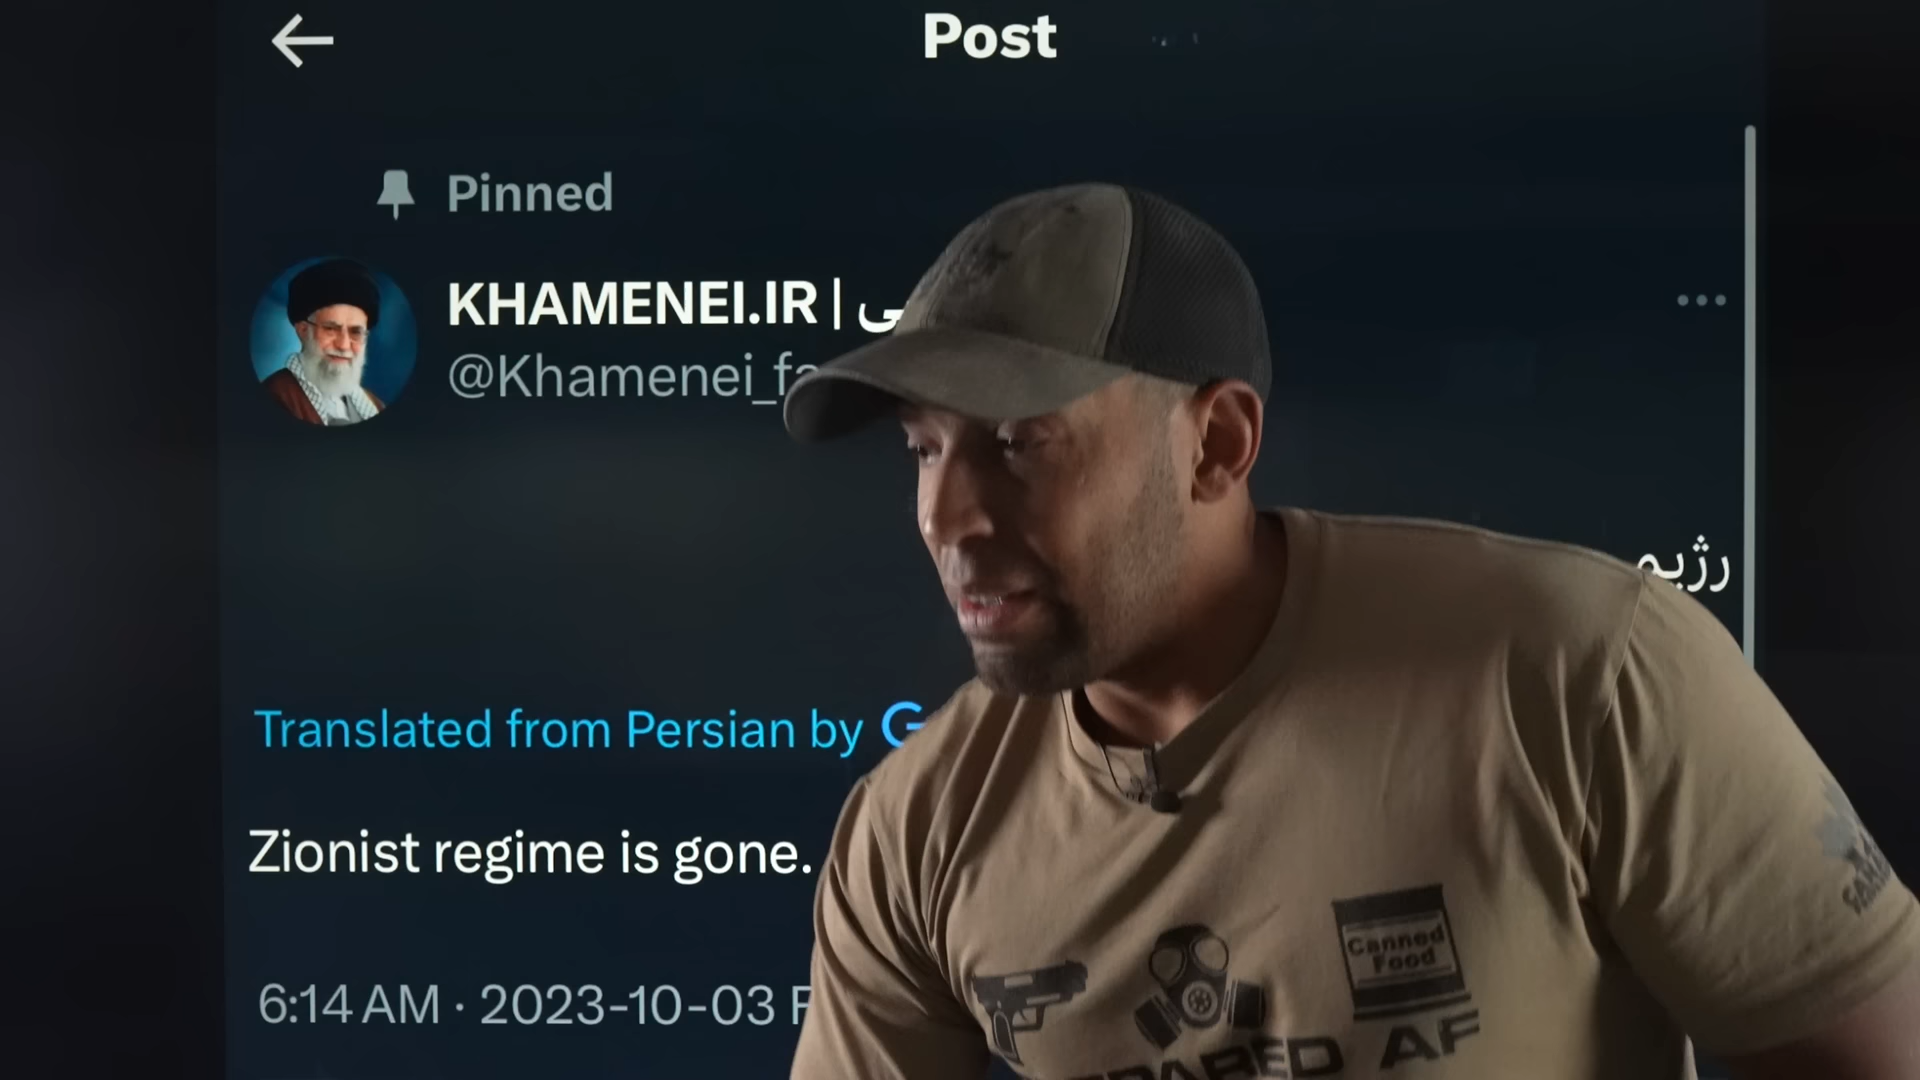 Post
Pinned
KHAMENEI.IR |
@Khamenei_fa
رژیم
Translated from Persian by G
Zionist regime is gone.
6:14 AM · 2023-10-03
Canned
Food
AF